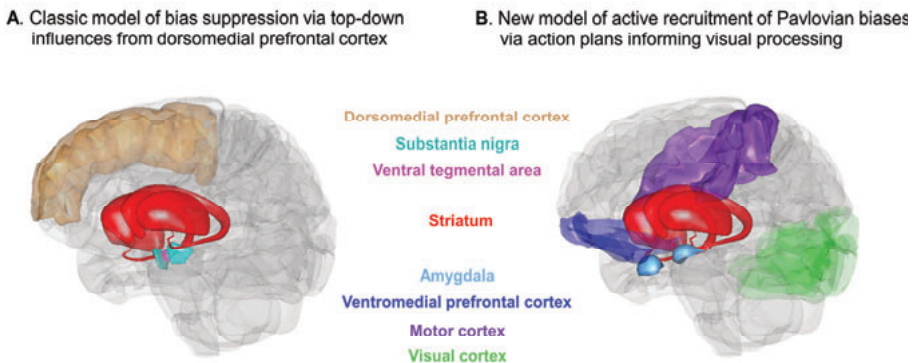 A. Classic model of bias suppression via top-down
influences from dorsomedial prefrontal cortex
B. New model of active recruitment of Pavlovian biases
via action plans informing visual processing
Dorsomedial prefrontal cortex
Substantia nigra
Ventral tegmental area
Striatum
Amygdala
Ventromedial prefrontal cortex
Motor cortex
Visual cortex